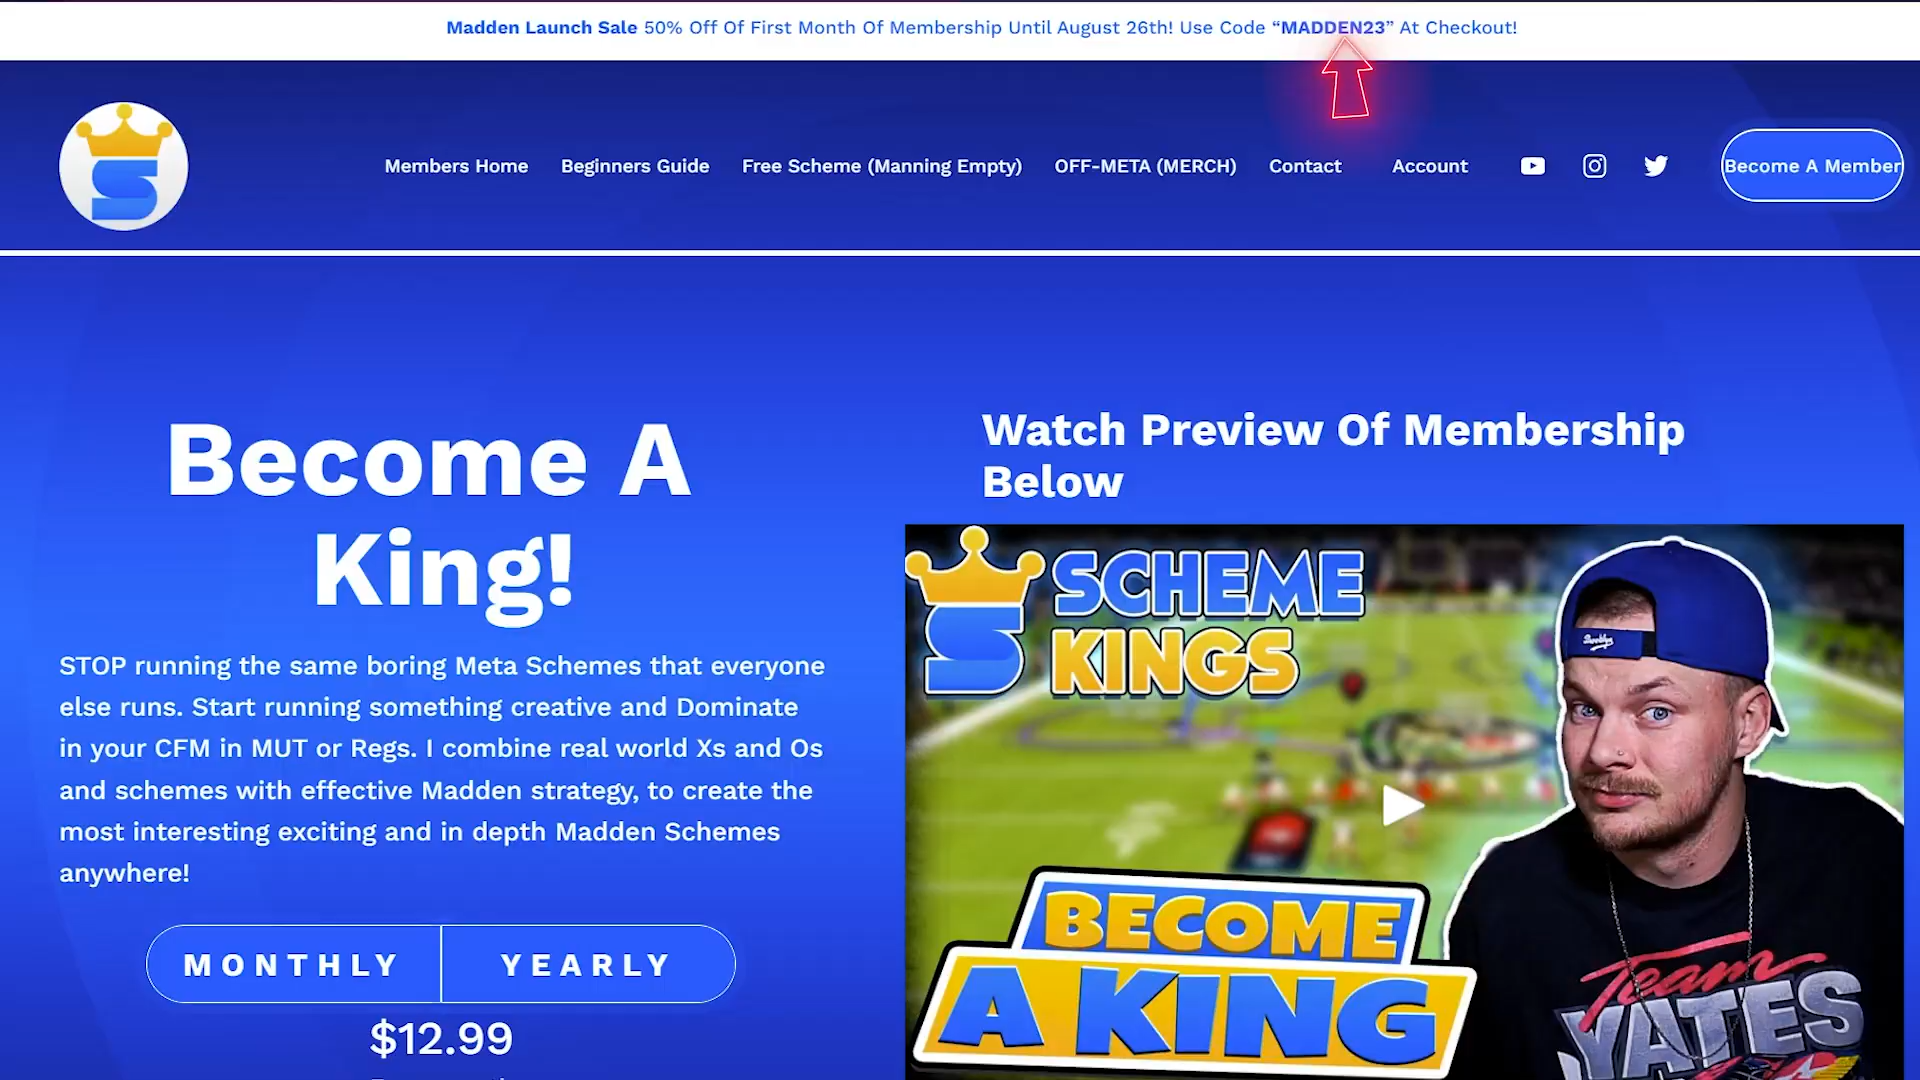 Madden Launch Sale 50% Off Of First Month Of Membership Until August 26th! Use Code “MADDEN23” At Checkout!
Members Home Beginners Guide Free Scheme (Manning Empty) OFF-META (MERCH) Contact Account Become A Member
S
Become A
King!
STOP running the same boring Meta Schemes that everyone
else runs. Start running something creative and Dominate
in your CFM in MUT or Regs. I combine real world Xs and Os
and schemes with effective Madden strategy, to create the
most interesting exciting and in depth Madden Schemes
anywhere!
MONTHLY YEARLY
$12.99
Watch Preview Of Membership
Below
S
SCHEME
KINGS
Brooklyn
BECOME
A KING
Team
YATES